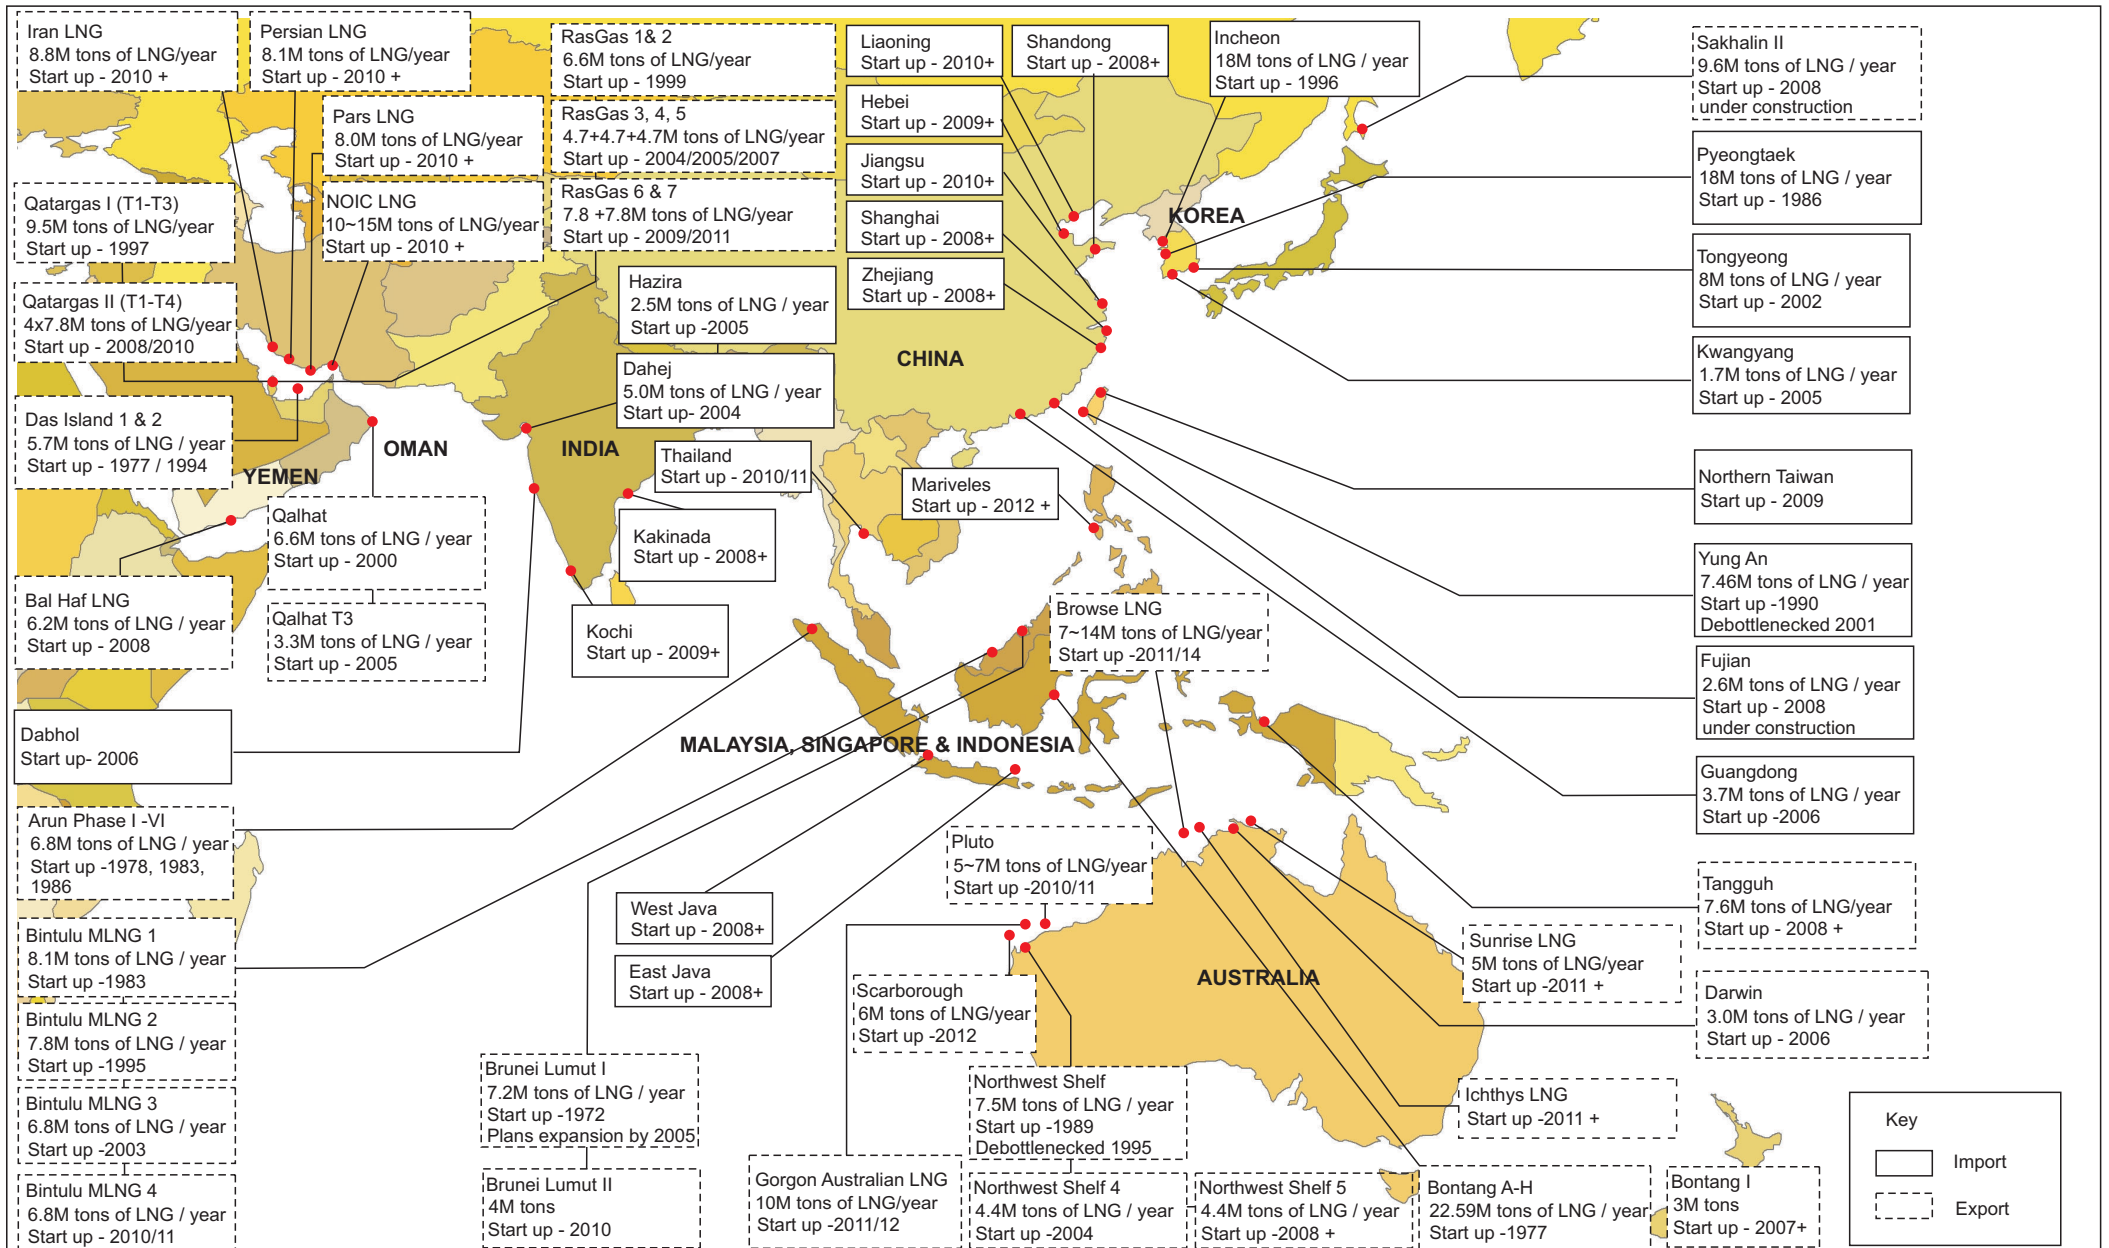 Iran LNG
8.8M tons of LNG/year
Start up - 2010 +
Persian LNG
8.1M tons of LNG/year
Start up - 2010 +
Pars LNG
8.0M tons of LNG/year
Start up - 2010 +
NOIC LNG
10~15M tons of LNG/year
Start up - 2010 +
Qatargas I (T1-T3)
9.5M tons of LNG/year
Start up - 1997
Qatargas II (T1-T4)
4x7.8M tons of LNG/year
Start up - 2008/2010
Das Island 1 & 2
5.7M tons of LNG / year
Start up - 1977 / 1994
RasGas 1& 2
6.6M tons of LNG/year
Start up - 1999
RasGas 3, 4, 5
4.7+4.7+4.7M tons of LNG/year
Start up - 2004/2005/2007
RasGas 6 & 7
7.8 +7.8M tons of LNG/year
Start up - 2009/2011
Hazira
2.5M tons of LNG / year
Start up -2005
Dahej
5.0M tons of LNG / year
Start up- 2004
Liaoning
Start up - 2010+
Hebei
Start up - 2009+
Jiangsu
Start up - 2010+
Shanghai
Start up - 2008+
Zhejiang
Start up - 2008+
Shandong
Start up - 2008+
Incheon
18M tons of LNG / year
Start up - 1996
Sakhalin II
9.6M tons of LNG / year
Start up - 2008
under construction
Pyeongtaek
18M tons of LNG / year
Start up - 1986
Tongyeong
8M tons of LNG / year
Start up - 2002
Kwangyang
1.7M tons of LNG / year
Start up - 2005
Northern Taiwan
Start up - 2009
Yung An
7.46M tons of LNG / year
Start up -1990
Debottlenecked 2001
Fujian
2.6M tons of LNG / year
Start up - 2008
under construction
Guangdong
3.7M tons of LNG / year
Start up -2006
Tangguh
7.6M tons of LNG/year
Start up - 2008 +
Darwin
3.0M tons of LNG / year
Start up - 2006
KOREA
CHINA
INDIA
OMAN
YEMEN
MALAYSIA, SINGAPORE & INDONESIA
AUSTRALIA
Thailand
Start up - 2010/11
Mariveles
Start up - 2012 +
Kakinada
Start up - 2008+
Kochi
Start up - 2009+
Qalhat
6.6M tons of LNG / year
Start up - 2000
Qalhat T3
3.3M tons of LNG / year
Start up - 2005
Bal Haf LNG
6.2M tons of LNG / year
Start up - 2008
Dabhol
Start up- 2006
Arun Phase I -VI
6.8M tons of LNG / year
Start up -1978, 1983,
1986
Bintulu MLNG 1
8.1M tons of LNG / year
Start up -1983
Bintulu MLNG 2
7.8M tons of LNG / year
Start up -1995
Bintulu MLNG 3
6.8M tons of LNG / year
Start up -2003
Bintulu MLNG 4
6.8M tons of LNG / year
Start up - 2010/11
Browse LNG
7~14M tons of LNG/year
Start up -2011/14
Pluto
5~7M tons of LNG/year
Start up -2010/11
West Java
Start up - 2008+
East Java
Start up - 2008+
Scarborough
6M tons of LNG/year
Start up -2012
Sunrise LNG
5M tons of LNG/year
Start up -2011 +
Brunei Lumut I
7.2M tons of LNG / year
Start up -1972
Plans expansion by 2005
Brunei Lumut II
4M tons
Start up - 2010
Gorgon Australian LNG
10M tons of LNG/year
Start up -2011/12
Northwest Shelf
7.5M tons of LNG / year
Start up -1989
Debottlenecked 1995
Northwest Shelf 4
4.4M tons of LNG / year
Start up -2004
Northwest Shelf 5
4.4M tons of LNG / year
Start up -2008 +
Ichthys LNG
Start up -2011 +
Bontang A-H
22.59M tons of LNG / year
Start up -1977
Bontang I
3M tons
Start up - 2007+
Key
Import
Export